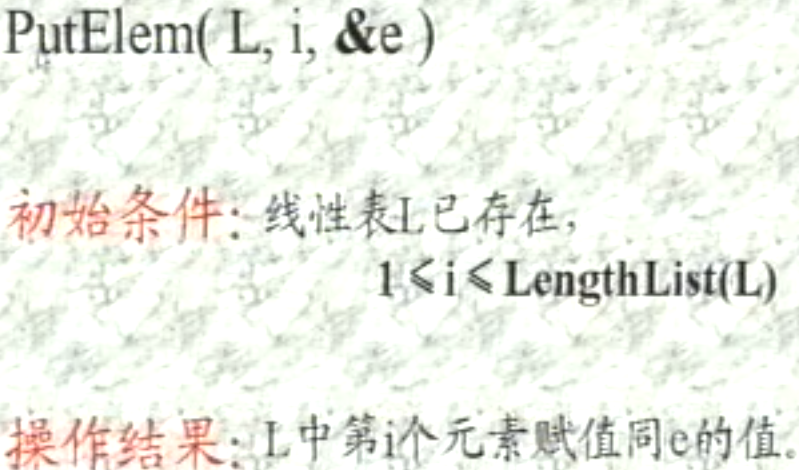 PutElem( L, i, &e )
初始条件: 线性表L已存在,
1≤i≤LengthList(L)
操作结果: L中第i个元素赋值同e的值。